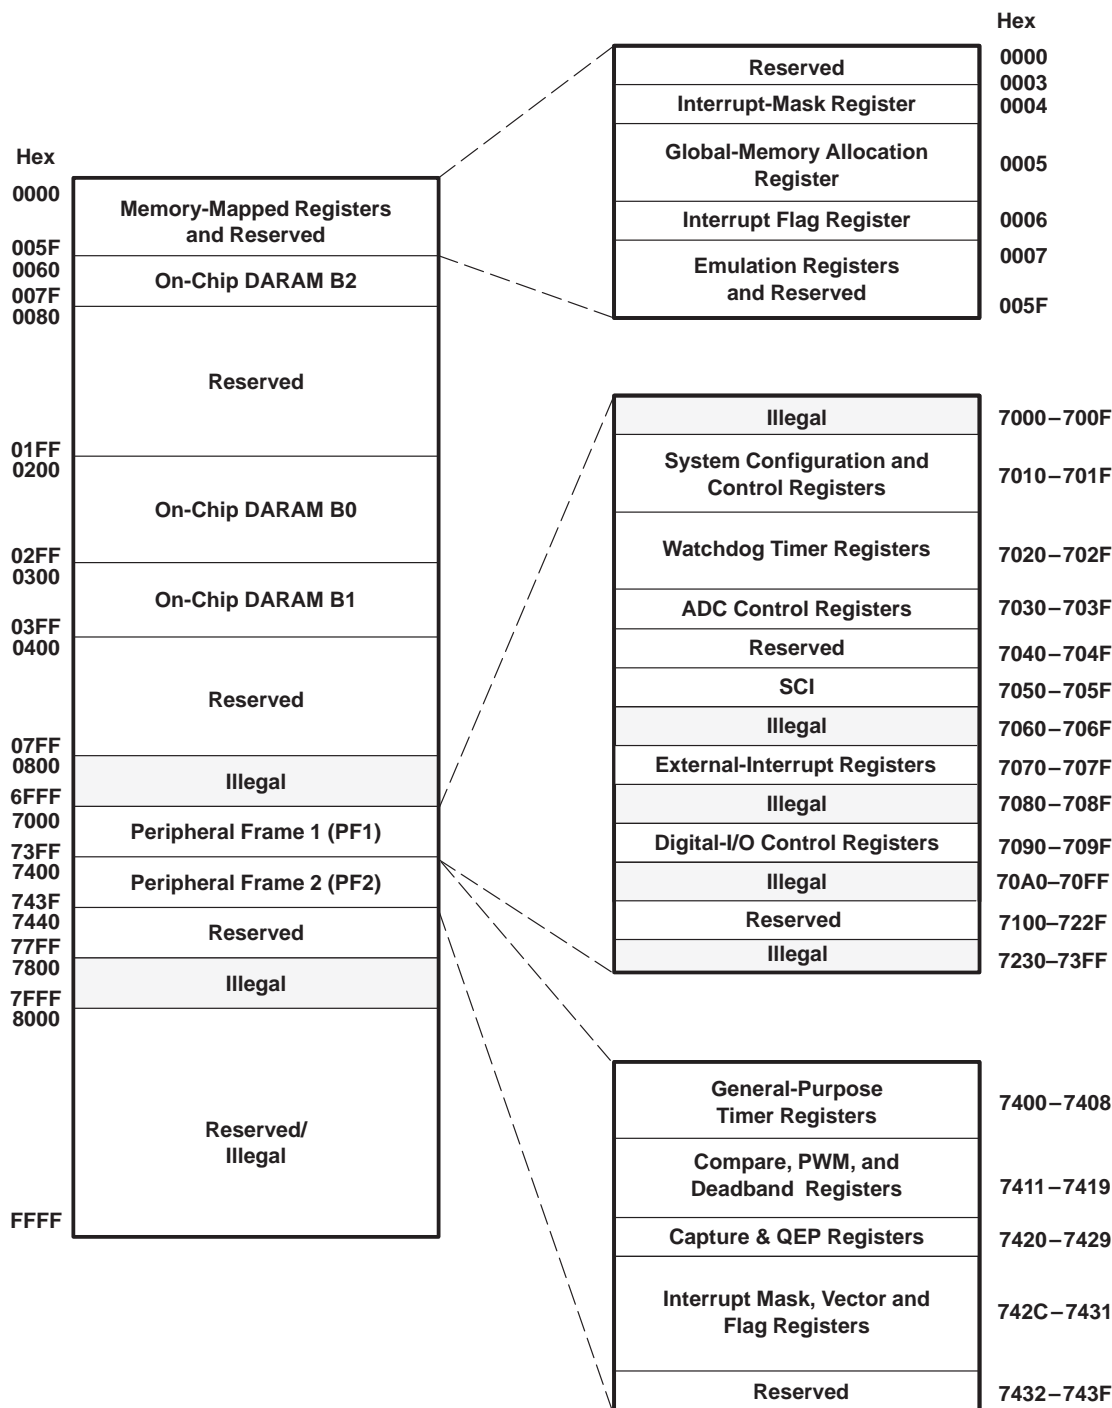 Hex
0000
Memory-Mapped Registers
and Reserved
005F
0060
On-Chip DARAM B2
007F
0080
Reserved
01FF
0200
On-Chip DARAM B0
02FF
0300
On-Chip DARAM B1
03FF
0400
Reserved
07FF
0800
Illegal
6FFF
7000
Peripheral Frame 1 (PF1)
73FF
7400
Peripheral Frame 2 (PF2)
743F
7440
Reserved
77FF
7800
Illegal
7FFF
8000
Reserved/
Illegal
FFFF
Hex
Reserved
0000
0003
Interrupt-Mask Register
0004
Global-Memory Allocation
Register
0005
Interrupt Flag Register
0006
0007
Emulation Registers
and Reserved
005F
Illegal
7000–700F
System Configuration and
Control Registers
7010–701F
Watchdog Timer Registers
7020–702F
ADC Control Registers
7030–703F
Reserved
7040–704F
SCI
7050–705F
Illegal
7060–706F
External-Interrupt Registers
7070–707F
Illegal
7080–708F
Digital-I/O Control Registers
7090–709F
Illegal
70A0–70FF
Reserved
7100–722F
Illegal
7230–73FF
General-Purpose
Timer Registers
7400–7408
Compare, PWM, and
Deadband Registers
7411–7419
Capture & QEP Registers
7420–7429
Interrupt Mask, Vector and
Flag Registers
742C–7431
Reserved
7432–743F